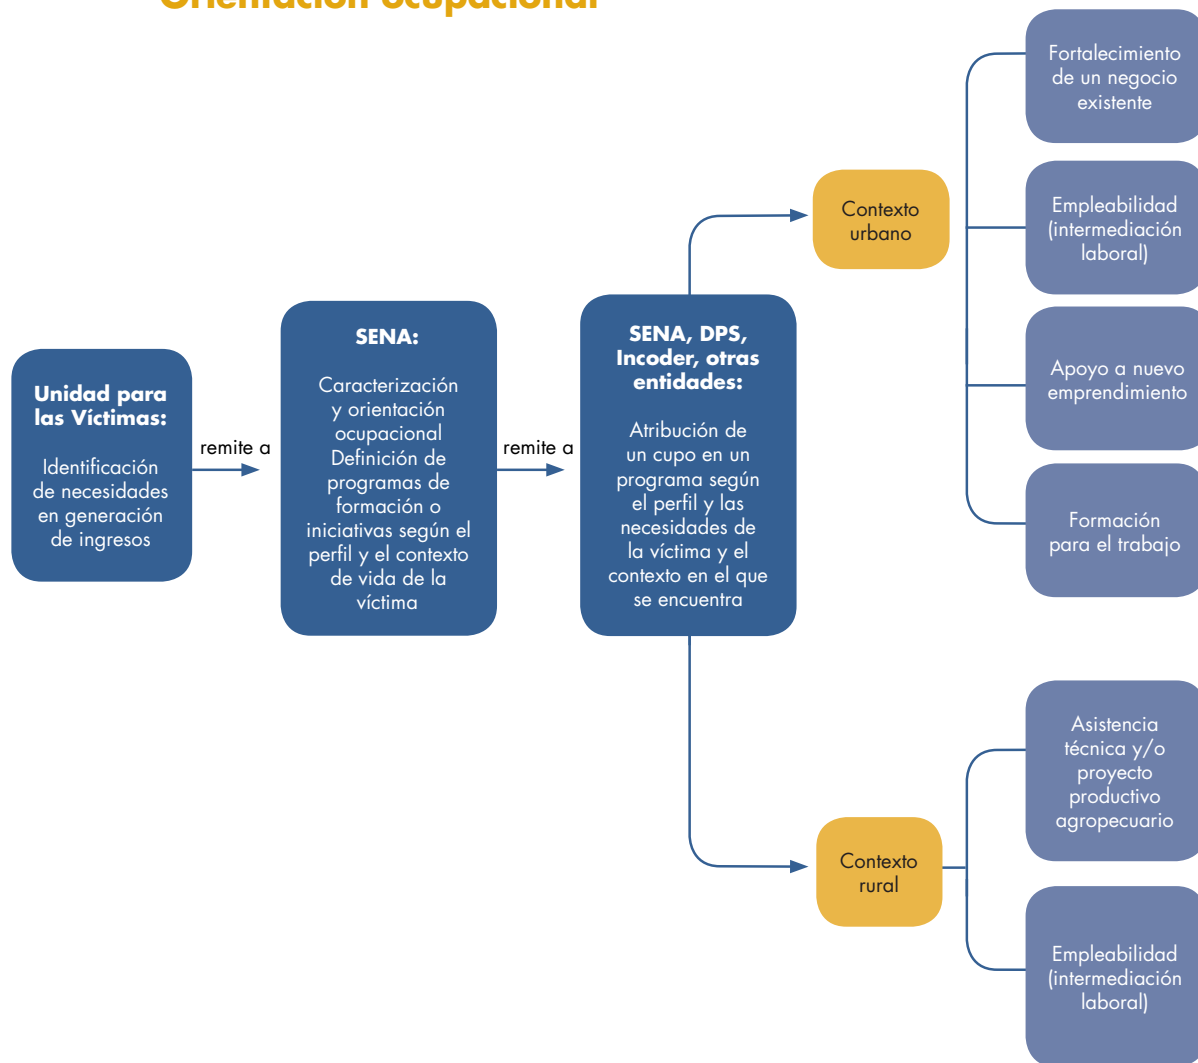 Orientación ocupacional
Unidad para
las Víctimas:
Identificación
de necesidades
en generación
de ingresos
remite a
SENA:
Caracterización
y orientación
ocupacional
Definición de
programas de
formación o
iniciativas según el
perfil y el contexto
de vida de la
víctima
remite a
SENA, DPS,
Incoder, otras
entidades:
Atribución de
un cupo en un
programa según
el perfil y las
necesidades de
la víctima y el
contexto en el que
se encuentra
Contexto
urbano
Fortalecimiento
de un negocio
existente
Empleabilidad
(intermediación
laboral)
Apoyo a nuevo
emprendimiento
Formación
para el trabajo
Contexto
rural
Asistencia
técnica y/o
proyecto
productivo
agropecuario
Empleabilidad
(intermediación
laboral)